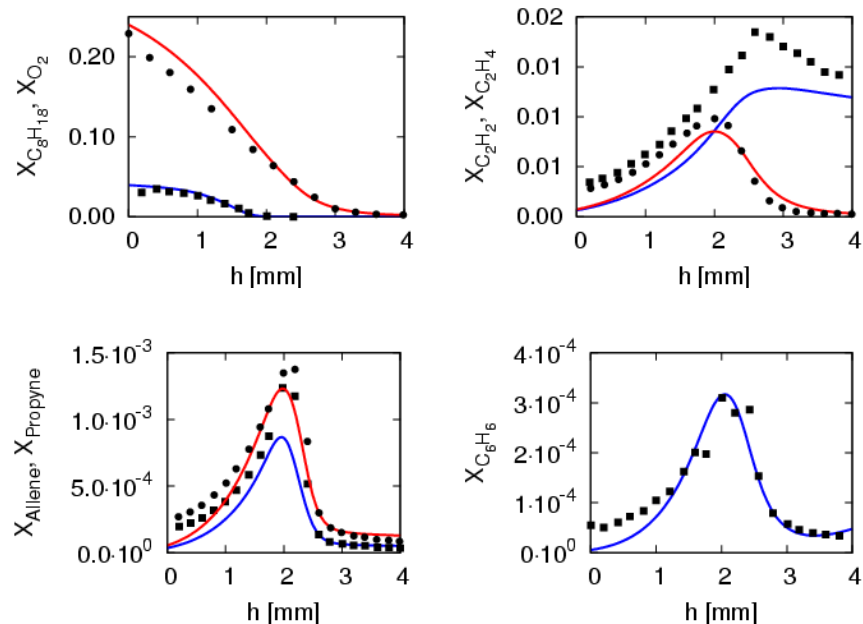 X_C8H18, X_O2
0.20
0.10
0.00
0 1 2 3 4
h [mm]
X_C2H2, X_C2H4
0.02
0.01
0.01
0.01
0.00
0 1 2 3 4
h [mm]
X_Allene, X_Propyne
1.5·10^-3
1.0·10^-3
5.0·10^-4
0.0·10^0
0 1 2 3 4
h [mm]
X_C6H6
4·10^-4
3·10^-4
2·10^-4
1·10^-4
0·10^0
0 1 2 3 4
h [mm]